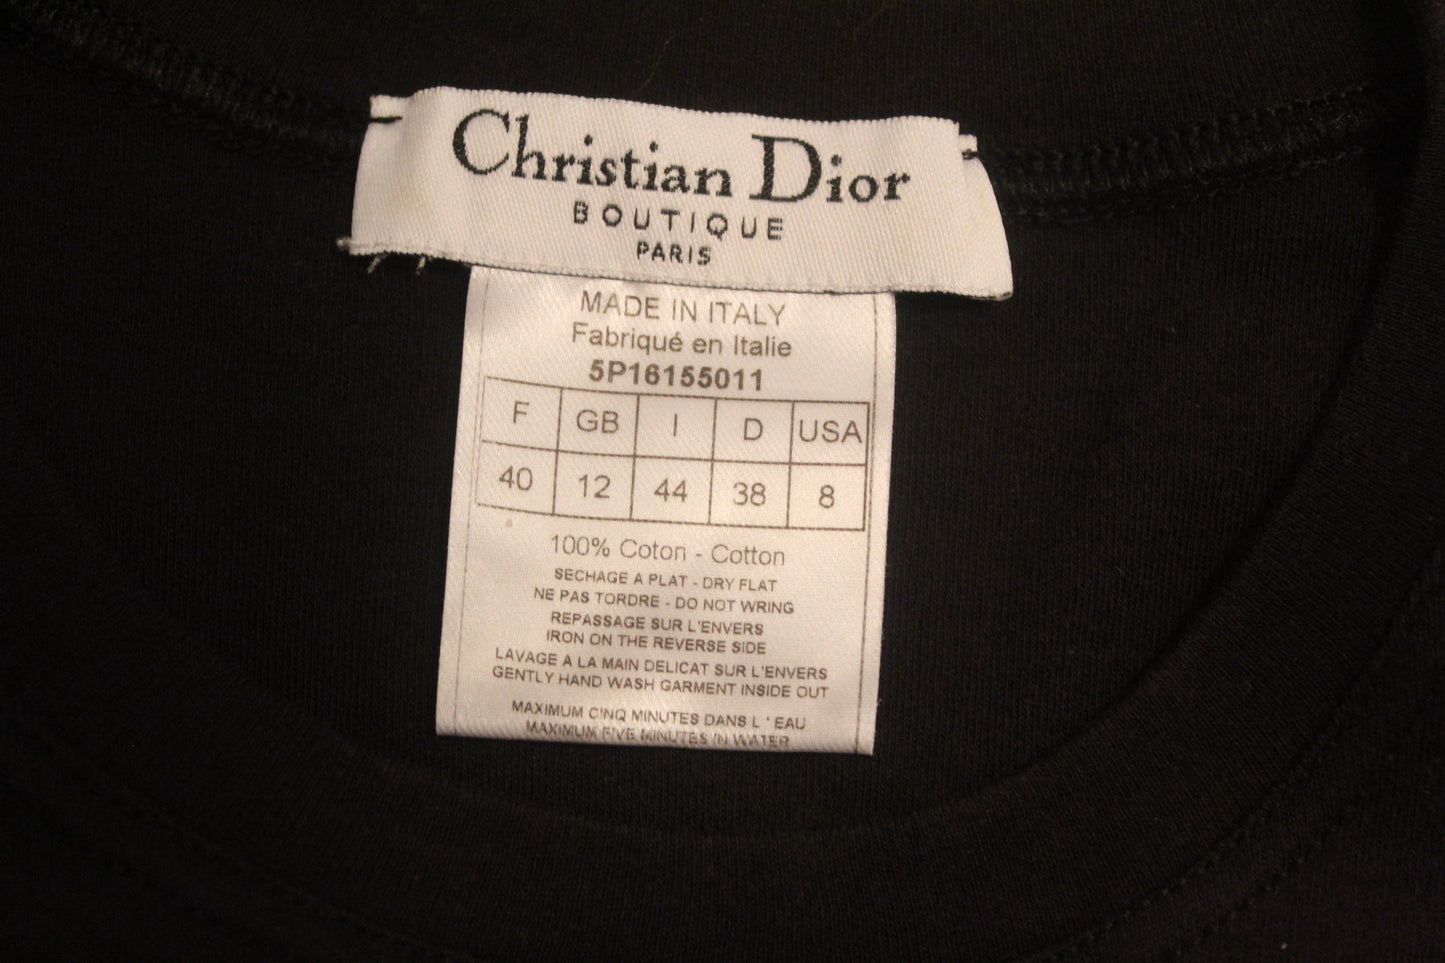 Christian Dior
BOUTIQUE
PARIS
MADE IN ITALY
Fabriqué en Italie
5P16155011
F GB I D USA
40 12 44 38 8
100% Coton - Cotton
SECHAGE A PLAT - DRY FLAT
NE PAS TORDRE - DO NOT WRING
REPASSAGE SUR L'ENVERS
IRON ON THE REVERSE SIDE
LAVAGE A LA MAIN DELICAT SUR L'ENVERS
GENTLY HAND WASH GARMENT INSIDE OUT
MAXIMUM CINQ MINUTES DANS L ' EAU
MAXIMUM FIVE MINUTES IN WATER